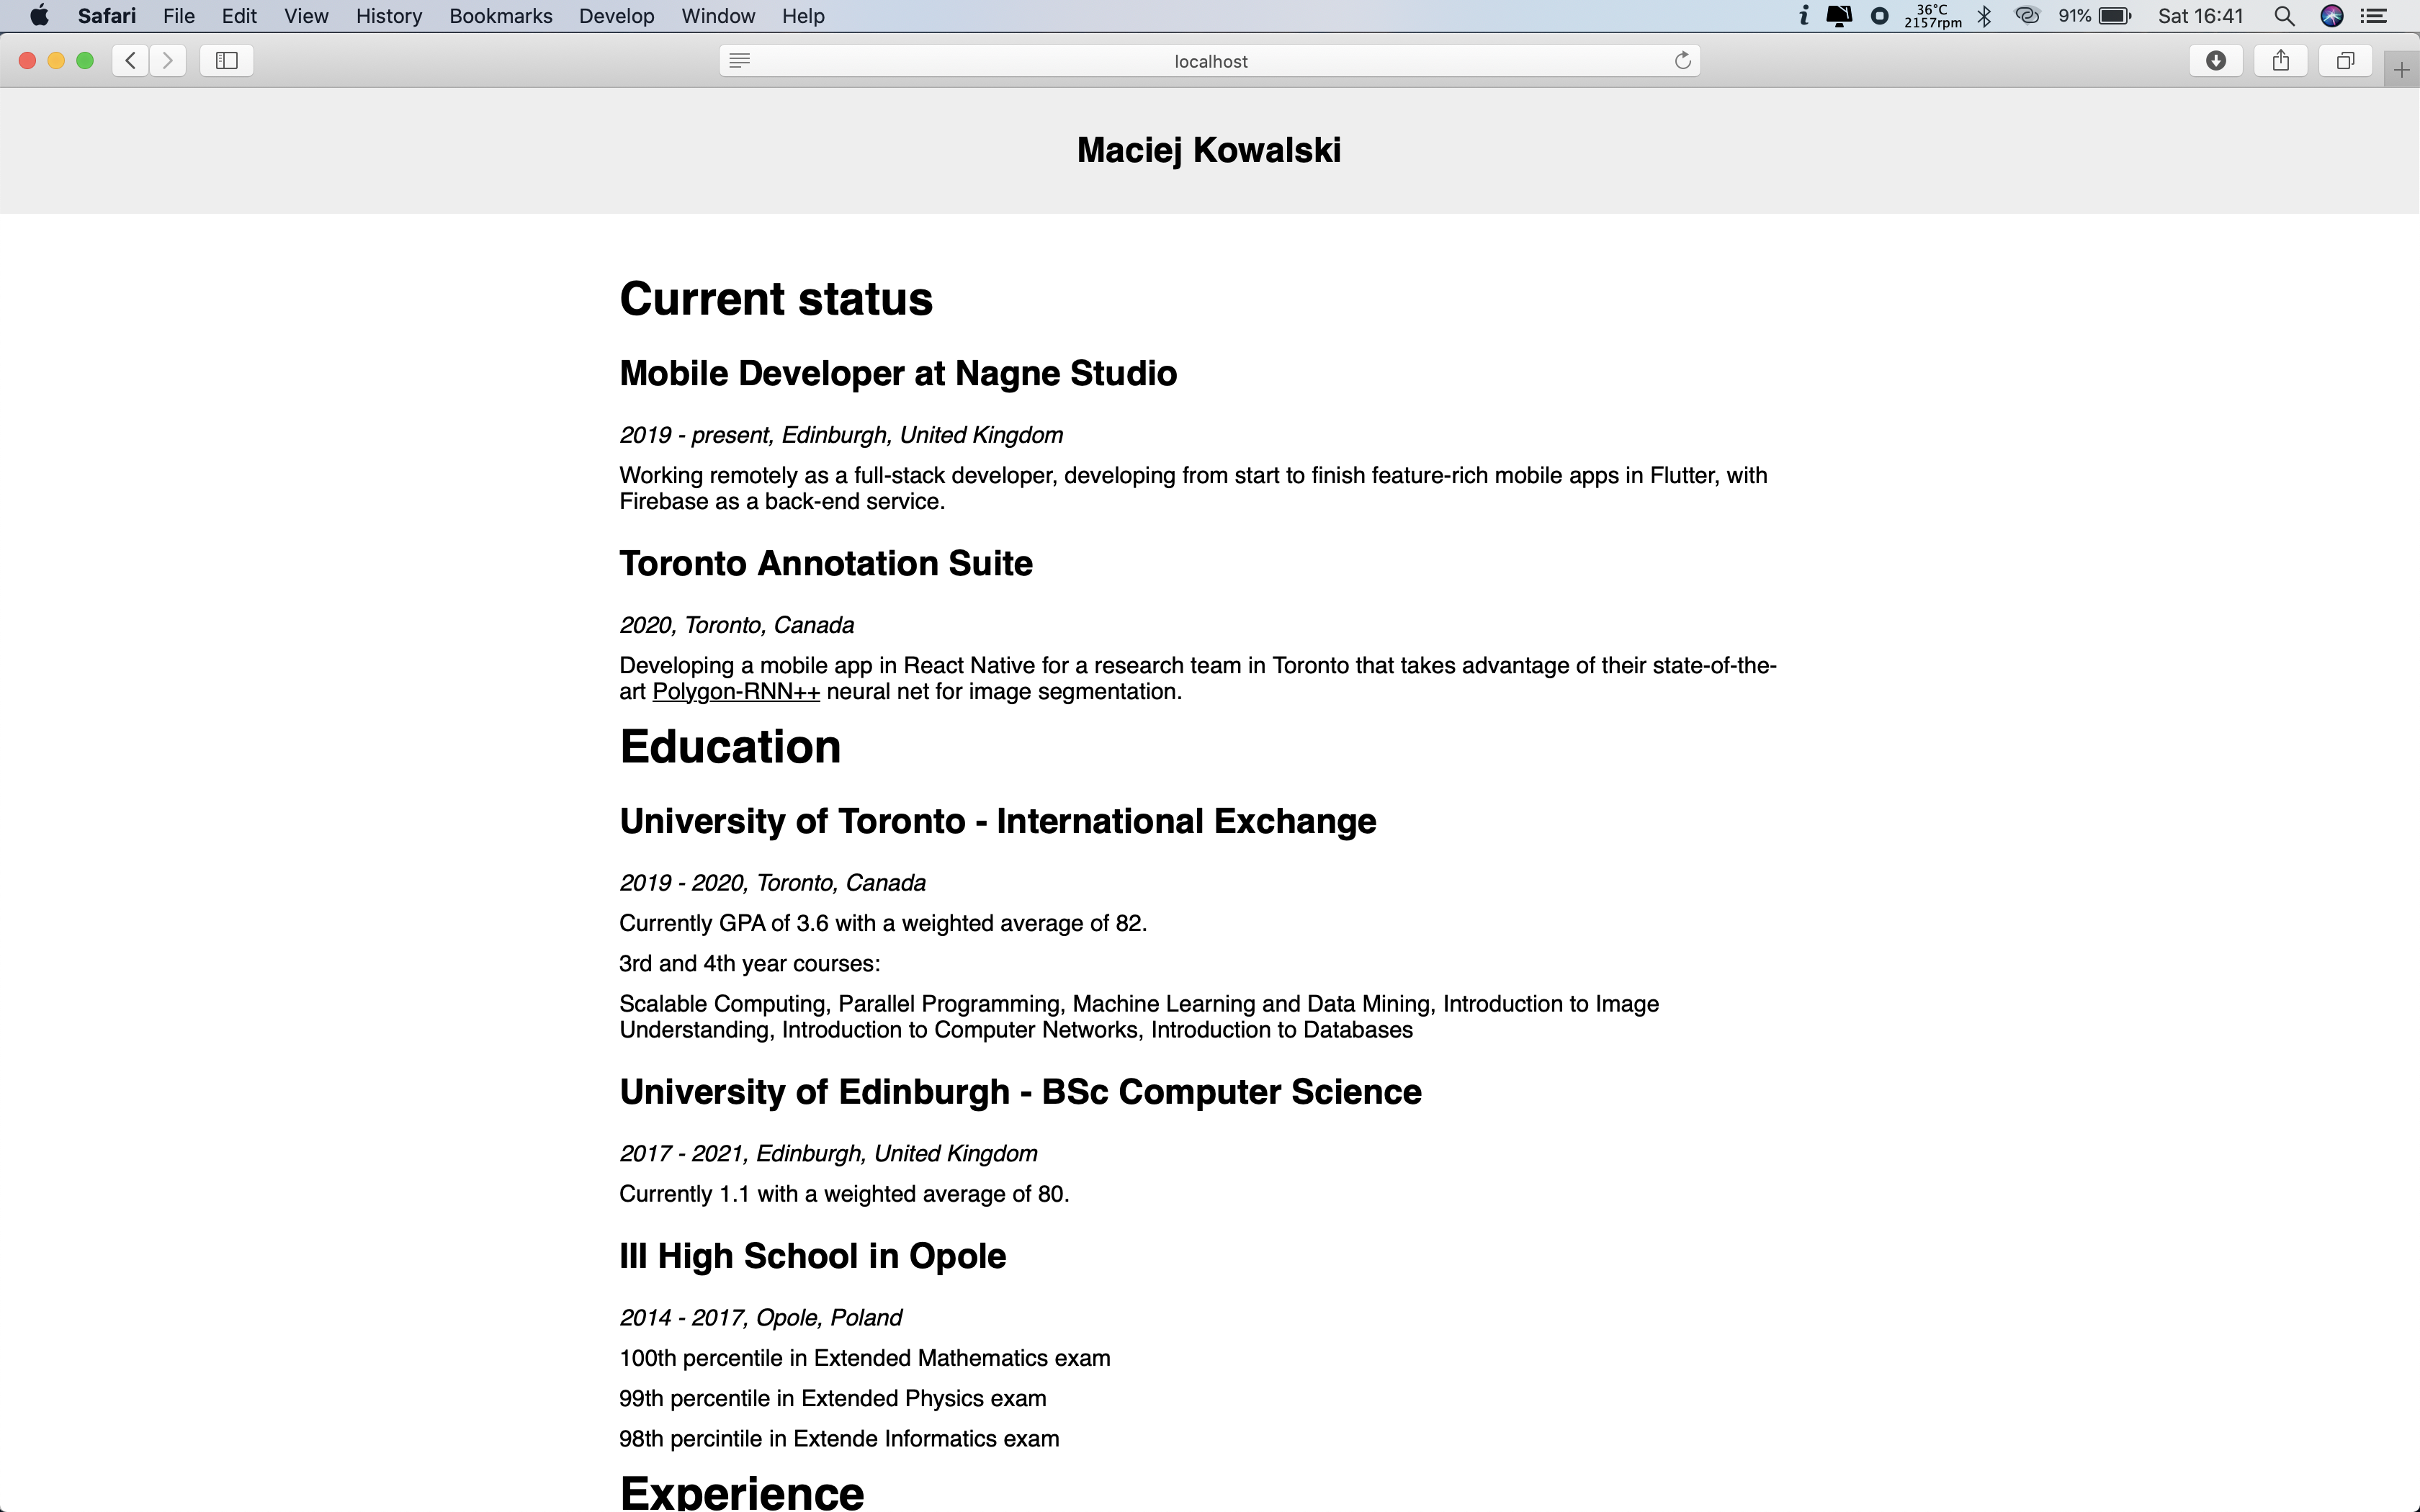 Safari File Edit View History Bookmarks Develop Window Help
36°C
2157rpm
91%
Sat 16:41
localhost
Maciej Kowalski
Current status
Mobile Developer at Nagne Studio
2019 - present, Edinburgh, United Kingdom
Working remotely as a full-stack developer, developing from start to finish feature-rich mobile apps in Flutter, with
Firebase as a back-end service.
Toronto Annotation Suite
2020, Toronto, Canada
Developing a mobile app in React Native for a research team in Toronto that takes advantage of their state-of-the-
art Polygon-RNN++ neural net for image segmentation.
Education
University of Toronto - International Exchange
2019 - 2020, Toronto, Canada
Currently GPA of 3.6 with a weighted average of 82.
3rd and 4th year courses:
Scalable Computing, Parallel Programming, Machine Learning and Data Mining, Introduction to Image
Understanding, Introduction to Computer Networks, Introduction to Databases
University of Edinburgh - BSc Computer Science
2017 - 2021, Edinburgh, United Kingdom
Currently 1.1 with a weighted average of 80.
III High School in Opole
2014 - 2017, Opole, Poland
100th percentile in Extended Mathematics exam
99th percentile in Extended Physics exam
98th percintile in Extende Informatics exam
Experience